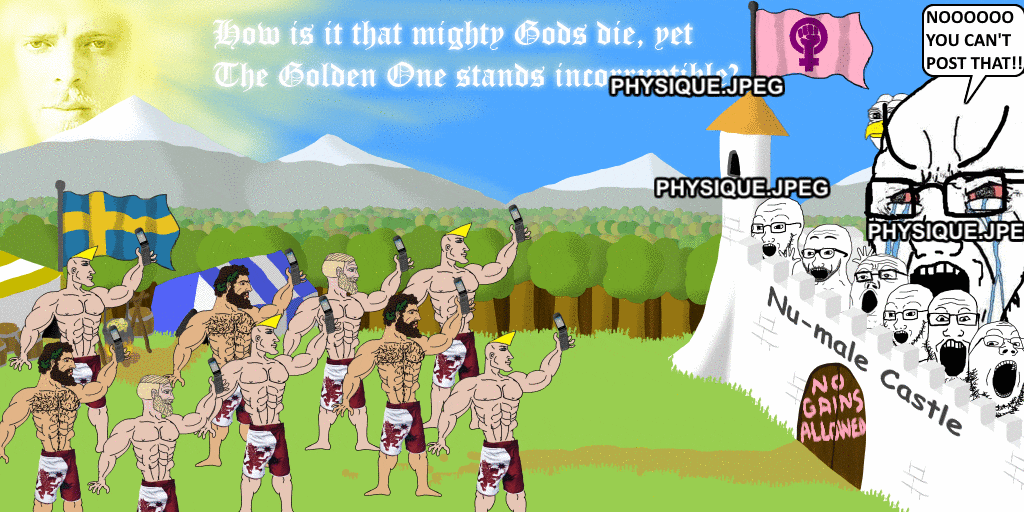 How is it that mighty Gods die, yet
The Golden One stands incorruptible?
NOOOOOO
YOU CAN'T
POST THAT!!
PHYSIQUE.JPEG
PHYSIQUE.JPEG
PHYSIQUE.JPE
Nu-male Castle
NO
GAINS
ALLOWED